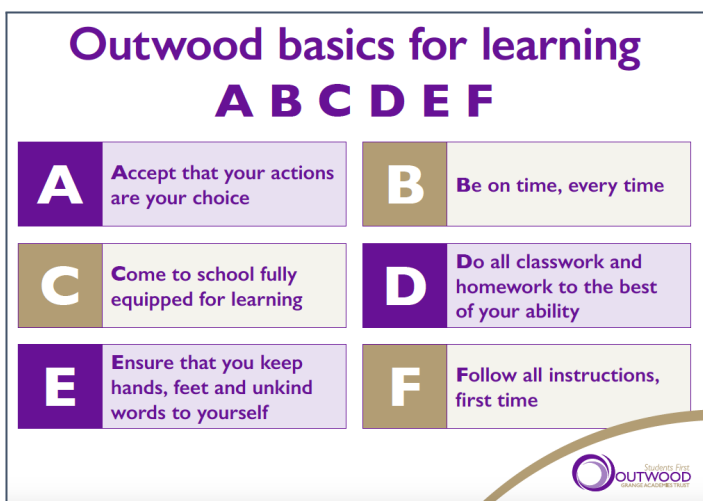 Outwood basics for learning
A B C D E F
A
Accept that your actions
are your choice
B
Be on time, every time
C
Come to school fully
equipped for learning
D
Do all classwork and
homework to the best
of your ability
E
Ensure that you keep
hands, feet and unkind
words to yourself
F
Follow all instructions,
first time
Students First
OUTWOOD
GRANGE ACADEMIES TRUST